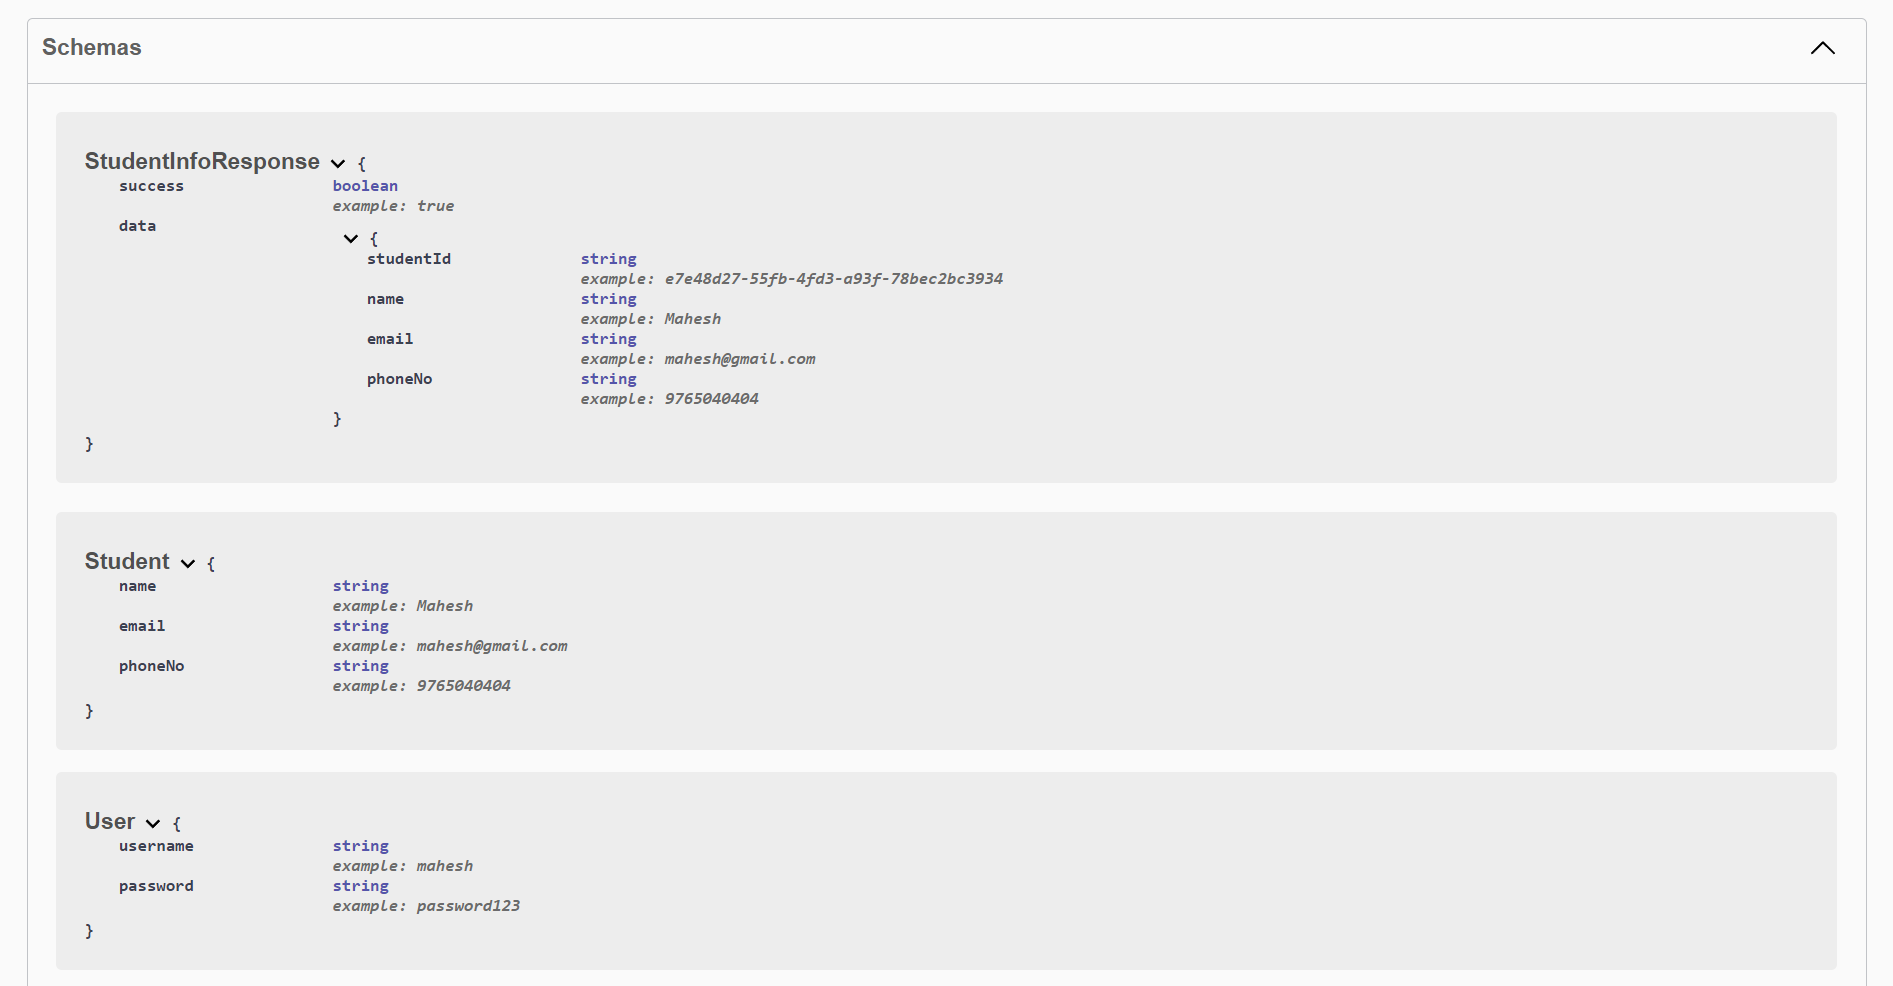 Schemas
StudentInfoResponse {
success boolean
example: true
data
{
studentId string
example: e7e48d27-55fb-4fd3-a93f-78bec2bc3934
name string
example: Mahesh
email string
example: mahesh@gmail.com
phoneNo string
example: 9765040404
}
}
Student {
name string
example: Mahesh
email string
example: mahesh@gmail.com
phoneNo string
example: 9765040404
}
User {
username string
example: mahesh
password string
example: password123
}